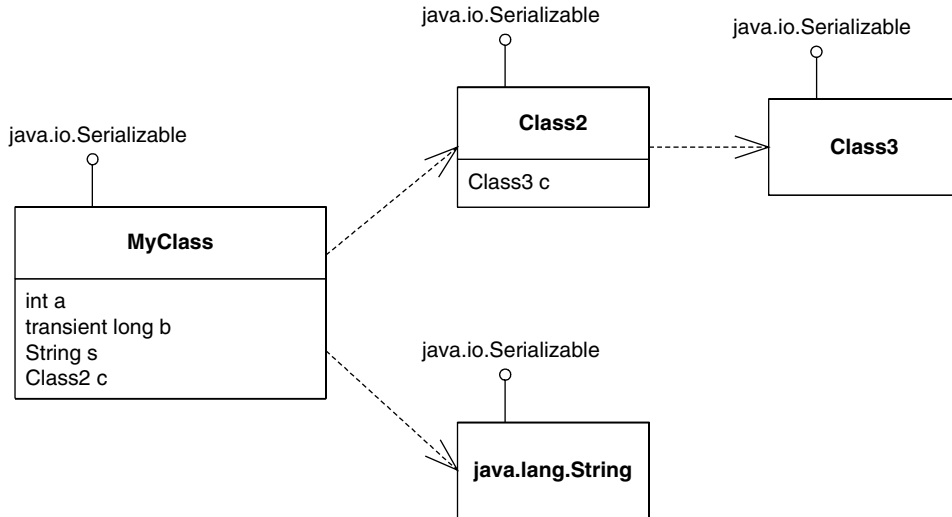 java.io.Serializable
java.io.Serializable
Class2
Class3
Class3 c
java.io.Serializable
MyClass
int a
transient long b
String s
Class2 c
java.io.Serializable
java.lang.String